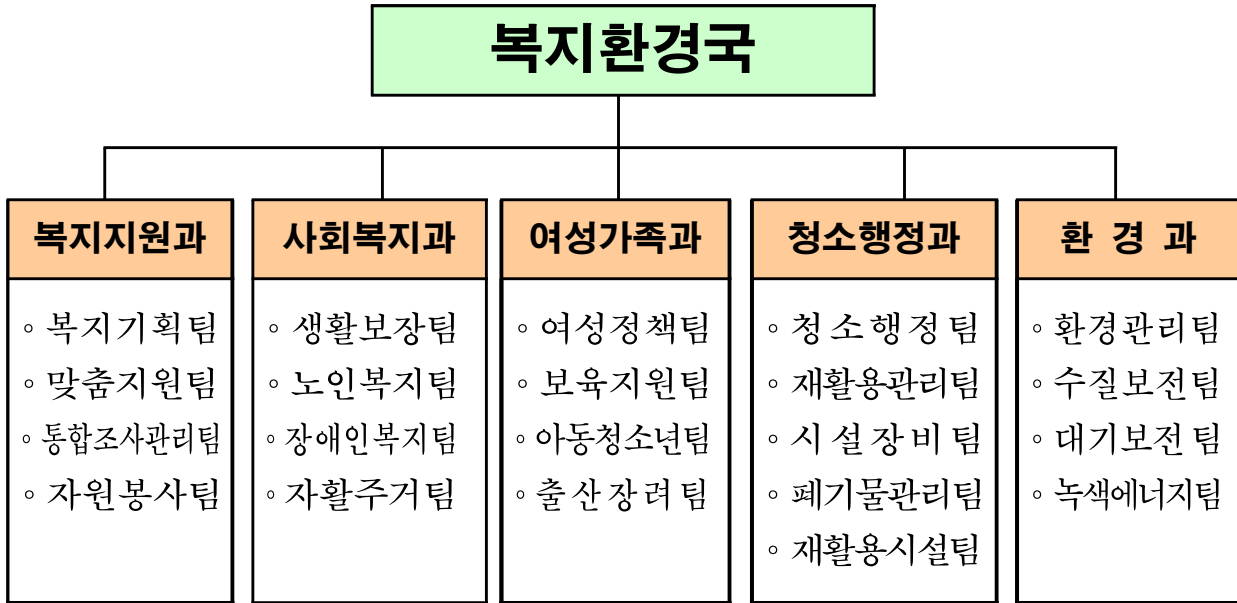 복지환경국
복지지원과
◦ 복지기획팀
◦ 맞춤지원팀
◦ 통합조사관리팀
◦ 자원봉사팀
사회복지과
◦ 생활보장팀
◦ 노인복지팀
◦ 장애인복지팀
◦ 자활주거팀
여성가족과
◦ 여성정책팀
◦ 보육지원팀
◦ 아동청소년팀
◦ 출산장려팀
청소행정과
◦ 청소행정팀
◦ 재활용관리팀
◦ 시설장비팀
◦ 폐기물관리팀
◦ 재활용시설팀
환 경 과
◦ 환경관리팀
◦ 수질보전팀
◦ 대기보전팀
◦ 녹색에너지팀